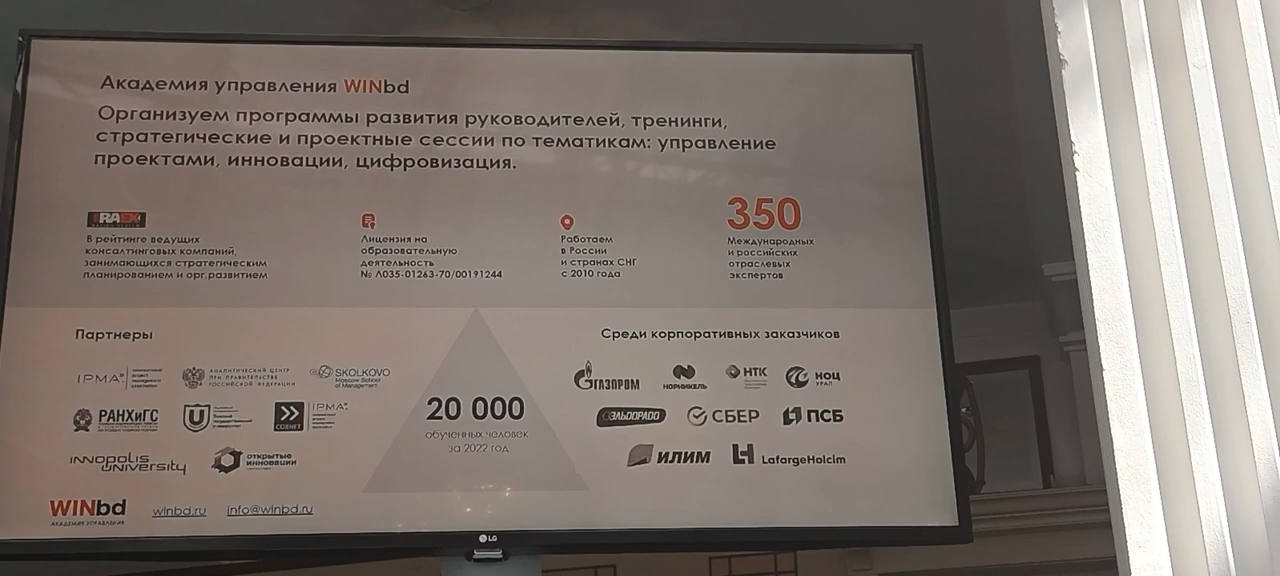 Академия управления WINbd
Организуем программы развития руководителей, тренинги,
стратегические и проектные сессии по тематикам: управление
проектами, инновации, цифровизация.
RAEX
В рейтинге ведущих
консалтинговых компаний,
занимающихся стратегическим
планированием и орг.развитием
Лицензия на
образовательную
деятельность
№ Л035-01263-70/00191244
Работаем
в России
и странах СНГ
с 2010 года
350
Международных
и российских
отраслевых
экспертов
Партнеры
IPMA
АНАЛИТИЧЕСКИЙ ЦЕНТР
ПРИ ПРАВИТЕЛЬСТВЕ
РОССИЙСКОЙ ФЕДЕРАЦИИ
SKOLKOVO
Moscow School
of Management
РАНХиГС
СОВНЕТ
IPMA
INNOPOLIS
UNIVERSITY
ОТКРЫТЫЕ
ИННОВАЦИИ
20 000
обученных человек
за 2022 год
Среди корпоративных заказчиков
ГАЗПРОМ
НОРНИКЕЛЬ
НТК
НОЦ
УРАЛ
ЭЛЬДОРАДО
СБЕР
ПСБ
ИЛИМ
LafargeHolcim
WINbd
АКАДЕМИЯ УПРАВЛЕНИЯ
winbd.ru
info@winbd.ru
LG